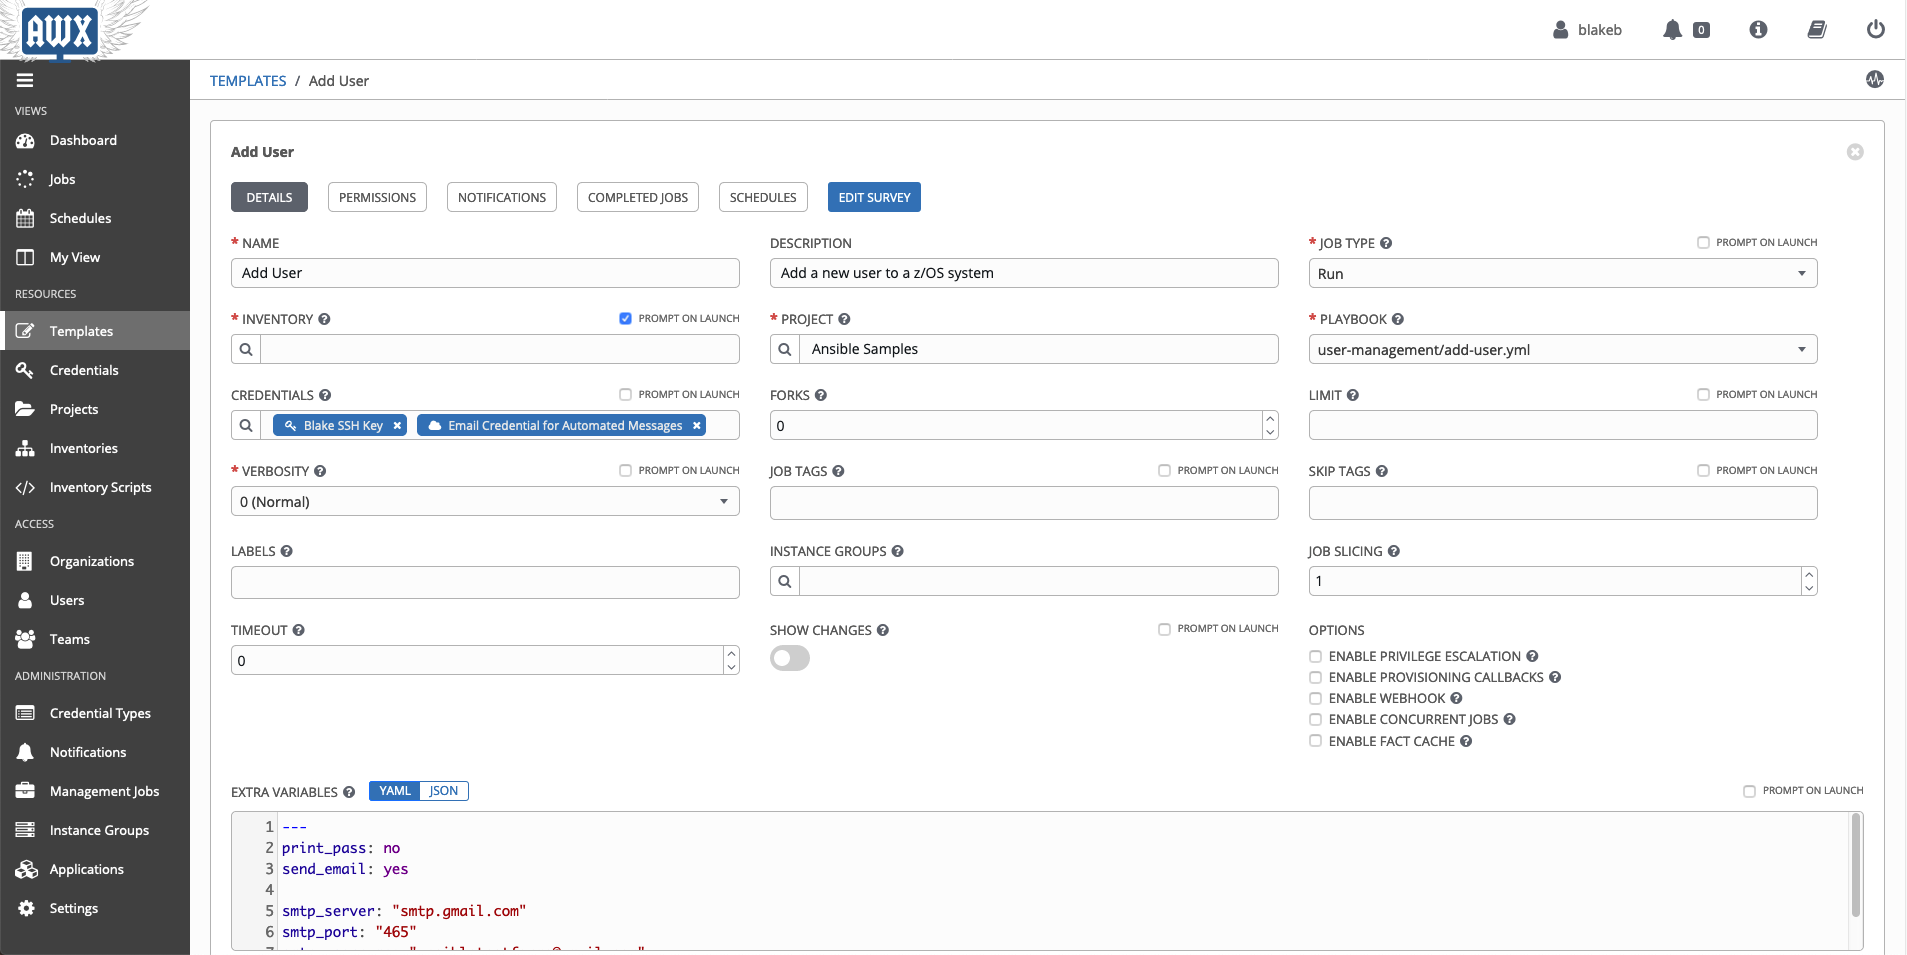 AWX
blakeb
0
TEMPLATES / Add User
VIEWS
Dashboard
Jobs
Schedules
My View
RESOURCES
Templates
Credentials
Projects
Inventories
Inventory Scripts
ACCESS
Organizations
Users
Teams
ADMINISTRATION
Credential Types
Notifications
Management Jobs
Instance Groups
Applications
Settings
Add User
DETAILS PERMISSIONS NOTIFICATIONS COMPLETED JOBS SCHEDULES EDIT SURVEY
* NAME
Add User
DESCRIPTION
Add a new user to a z/OS system
* JOB TYPE PROMPT ON LAUNCH
Run
* INVENTORY PROMPT ON LAUNCH
* PROJECT
Ansible Samples
* PLAYBOOK
user-management/add-user.yml
CREDENTIALS PROMPT ON LAUNCH
Blake SSH Key × Email Credential for Automated Messages ×
FORKS
0
LIMIT PROMPT ON LAUNCH
* VERBOSITY PROMPT ON LAUNCH
0 (Normal)
JOB TAGS PROMPT ON LAUNCH
SKIP TAGS PROMPT ON LAUNCH
LABELS
INSTANCE GROUPS
JOB SLICING
1
TIMEOUT
0
SHOW CHANGES PROMPT ON LAUNCH
OPTIONS
ENABLE PRIVILEGE ESCALATION
ENABLE PROVISIONING CALLBACKS
ENABLE WEBHOOK
ENABLE CONCURRENT JOBS
ENABLE FACT CACHE
EXTRA VARIABLES YAML JSON PROMPT ON LAUNCH
1 ---
2 print_pass: no
3 send_email: yes
4
5 smtp_server: "smtp.gmail.com"
6 smtp_port: "465"